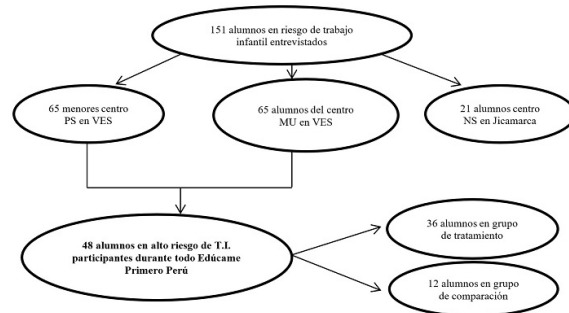 151 alumnos en riesgo de trabajo
infantil entrevistados
65 menores centro
PS en VES
65 alumnos del centro
MU en VES
21 alumnos centro
NS en Jicamarca
48 alumnos en alto riesgo de T.I.
participantes durante todo Edúcame
Primero Perú
36 alumnos en grupo
de tratamiento
12 alumnos en grupo
de comparación